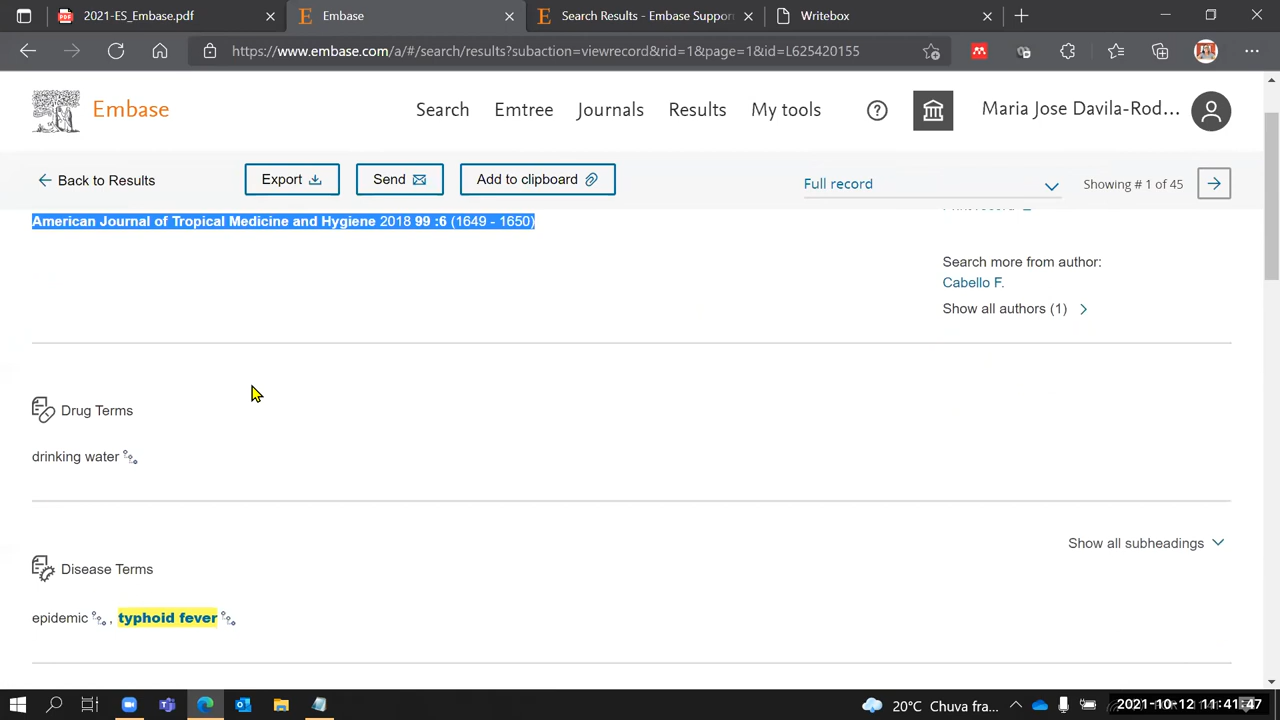 2021-ES_Embase.pdf
Embase
Search Results - Embase Suppor
Writebox
https://www.embase.com/a/#/search/results?subaction=viewrecord&rid=1&page=1&id=L625420155
Embase
Search
Emtree
Journals
Results
My tools
Maria Jose Davila-Rod...
Back to Results
Export
Send
Add to clipboard
Full record
Showing # 1 of 45
American Journal of Tropical Medicine and Hygiene 2018 99 :6 (1649 - 1650)
Search more from author:
Cabello F.
Show all authors (1)
Drug Terms
drinking water
Show all subheadings
Disease Terms
epidemic , typhoid fever
20°C Chuva fra...
2021-10-12 11:41:47